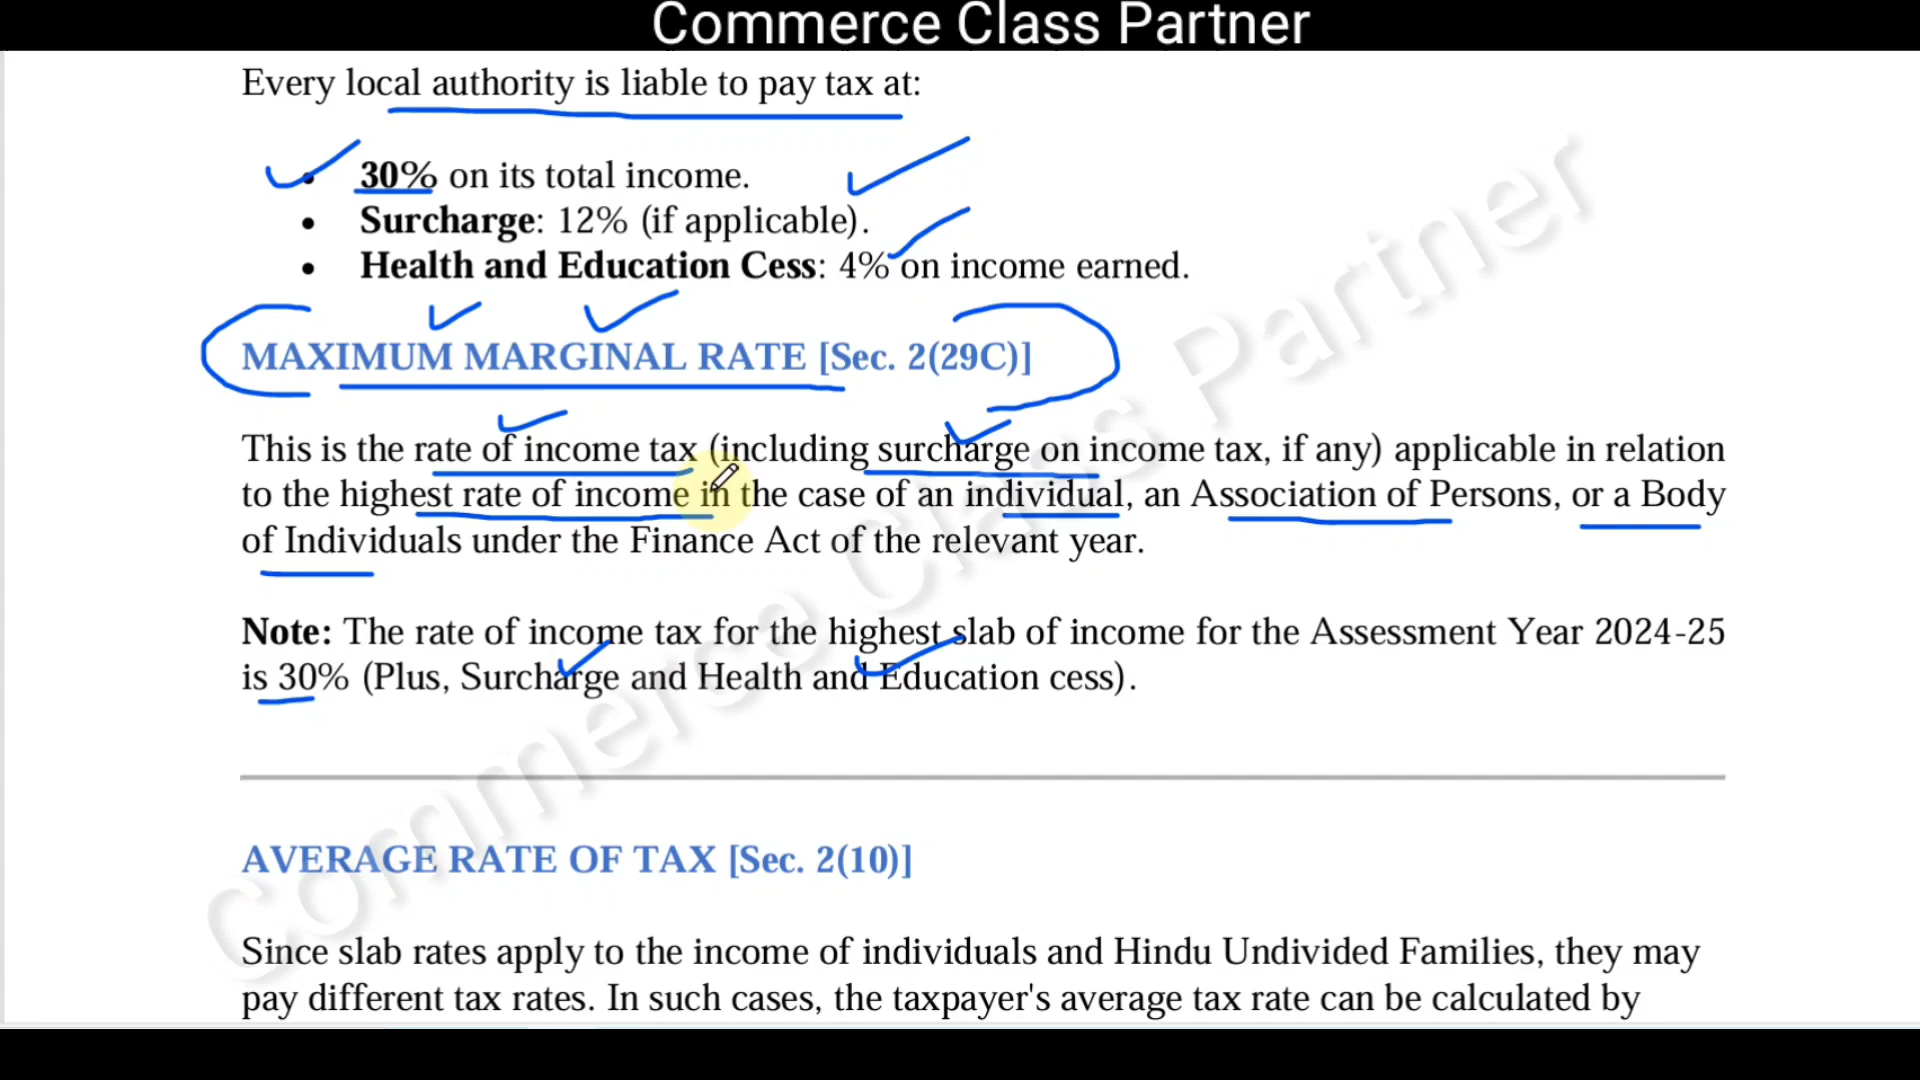 Commerce Class Partner
Every local authority is liable to pay tax at:
• 30% on its total income.
• Surcharge: 12% (if applicable).
• Health and Education Cess: 4% on income earned.
MAXIMUM MARGINAL RATE [Sec. 2(29C)]
This is the rate of income tax (including surcharge on income tax, if any) applicable in relation
to the highest rate of income in the case of an individual, an Association of Persons, or a Body
of Individuals under the Finance Act of the relevant year.
Note: The rate of income tax for the highest slab of income for the Assessment Year 2024-25
is 30% (Plus, Surcharge and Health and Education cess).
AVERAGE RATE OF TAX [Sec. 2(10)]
Since slab rates apply to the income of individuals and Hindu Undivided Families, they may
pay different tax rates. In such cases, the taxpayer's average tax rate can be calculated by
Commerce Class Partner